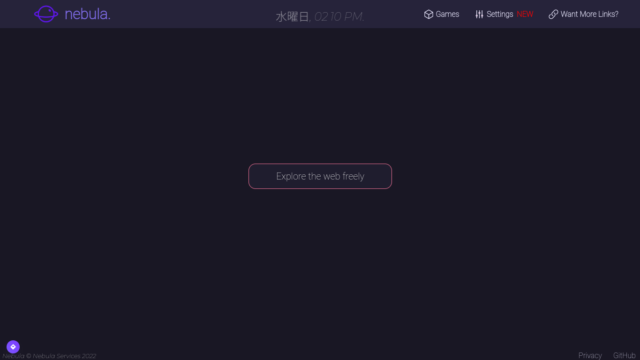 nebula.
水曜日, 02 10 PM
Games
Settings NEW
Want More Links?
Explore the web freely
Nebula © Nebula Services 2022
Privacy
GitHub